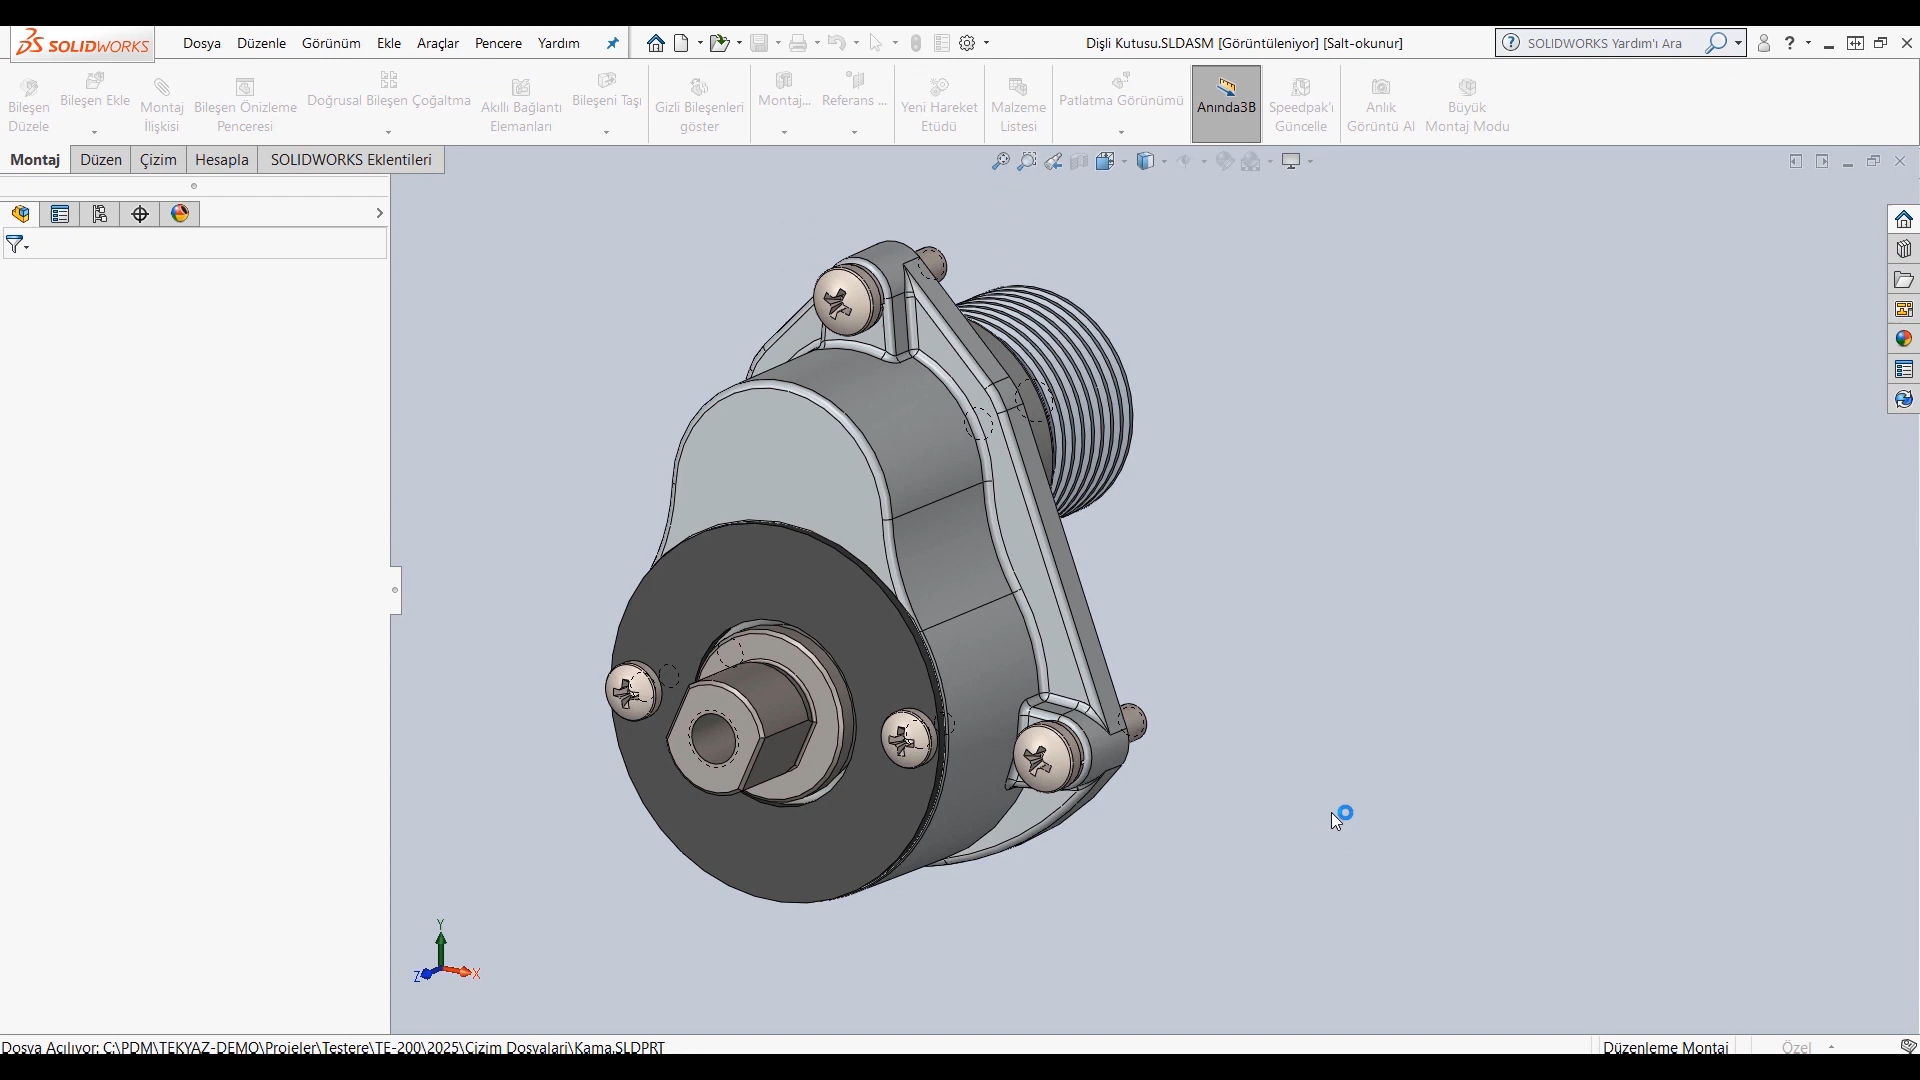 SOLIDWORKS
Dosya Düzenle Görünüm Ekle Araçlar Pencere Yardım
Dişli Kutusu.SLDASM [Görüntüleniyor] [Salt-okunur]
SOLIDWORKS Yardım'ı Ara
Bileşen Düzele
Bileşen Ekle
Montaj İlişkisi
Bileşen Önizleme Penceresi
Doğrusal Bileşen Çoğaltma
Akıllı Bağlantı Elemanları
Bileşeni Taşı
Gizli Bileşenleri göster
Montaj...
Referans ...
Yeni Hareket Etüdü
Malzeme Listesi
Patlatma Görünümü
Anında3B
Speedpak'ı Güncelle
Anlık Görüntü Al
Büyük Montaj Modu
Montaj Düzen Çizim Hesapla SOLIDWORKS Eklentileri
Y
Z
X
Dosya Açılıyor: C:\PDM\TEKYAZ-DEMO\Projeler\Testere\TE-200\2025\Çizim Dosyalari\Kama.SLDPRT
Düzenleme Montaj
Özel